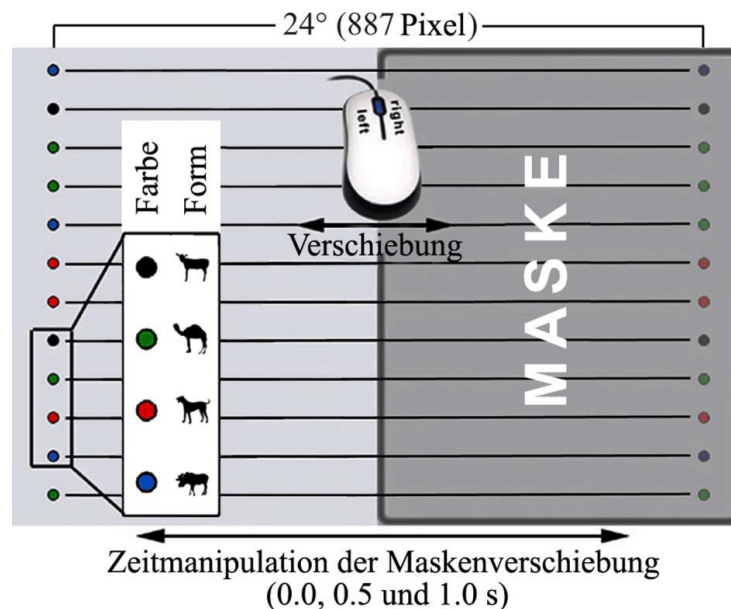 24° (887 Pixel)
right
left
Farbe
Form
Verschiebung
MASKE
Zeitmanipulation der Maskenverschiebung
(0.0, 0.5 und 1.0 s)